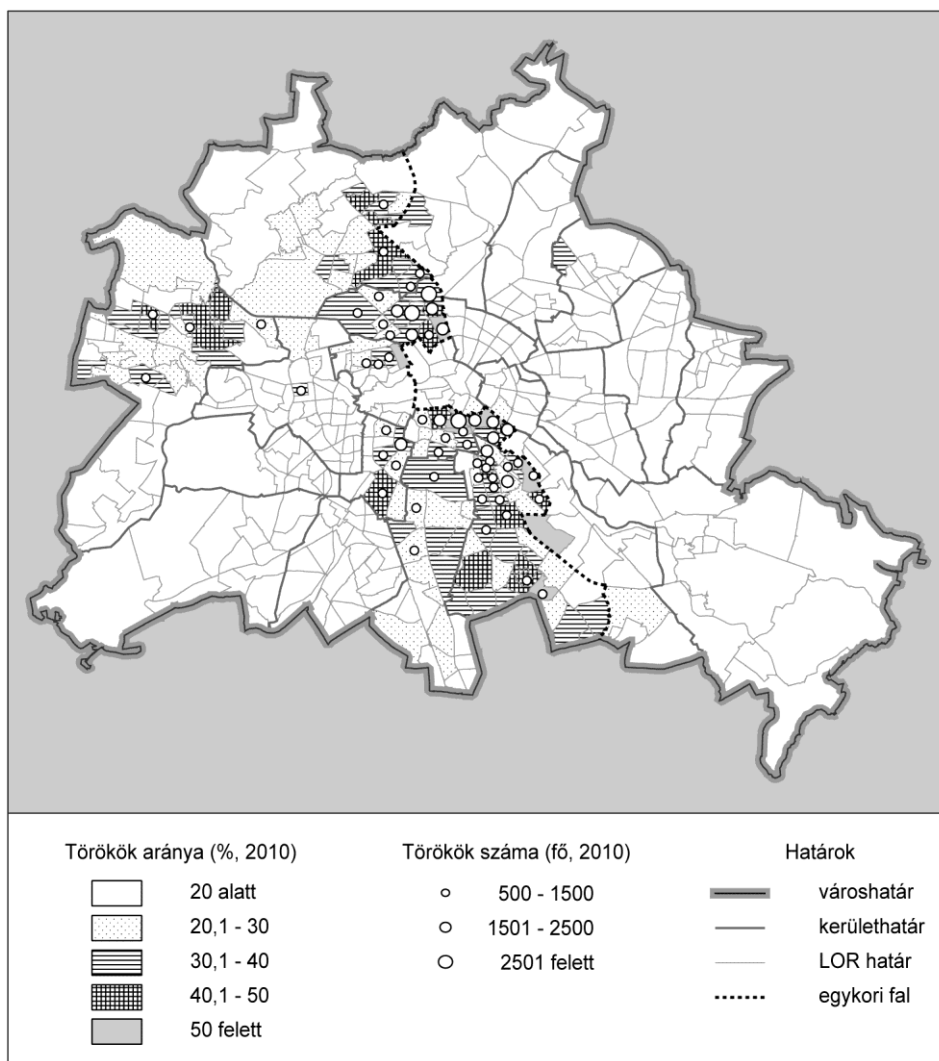 Törökök aránya (%, 2010)
20 alatt
20,1 - 30
30,1 - 40
40,1 - 50
50 felett
Törökök száma (fő, 2010)
500 - 1500
1501 - 2500
2501 felett
Határok
városhatár
kerülethatár
LOR határ
egykori fal